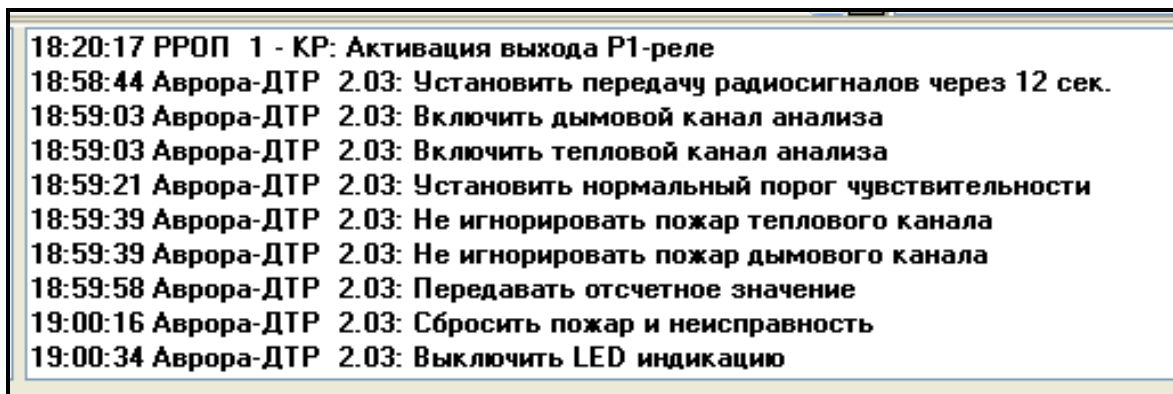 18:20:17 РРОП 1 - КР: Активация выхода Р1-реле
18:58:44 Аврора-ДТР 2.03: Установить передачу радиосигналов через 12 сек.
18:59:03 Аврора-ДТР 2.03: Включить дымовой канал анализа
18:59:03 Аврора-ДТР 2.03: Включить тепловой канал анализа
18:59:21 Аврора-ДТР 2.03: Установить нормальный порог чувствительности
18:59:39 Аврора-ДТР 2.03: Не игнорировать пожар теплового канала
18:59:39 Аврора-ДТР 2.03: Не игнорировать пожар дымового канала
18:59:58 Аврора-ДТР 2.03: Передавать отсчетное значение
19:00:16 Аврора-ДТР 2.03: Сбросить пожар и неисправность
19:00:34 Аврора-ДТР 2.03: Выключить LED индикацию